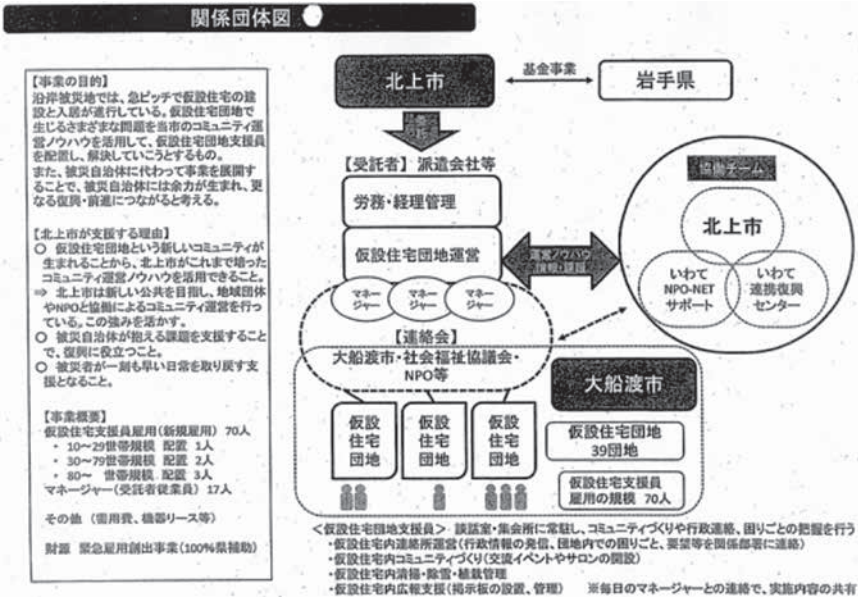 関係団体図
【事業の目的】
沿岸被災地では、急ピッチで仮設住宅の建
設と入居が進行している。仮設住宅団地で
生じるさまざまな問題を当市のコミュニティ運
営ノウハウを活用して、仮設住宅団地支援員
を配置し、解決していこうとするもの。
また、被災自治体に代わって事業を展開す
ることで、被災自治体には余力が生まれ、更
なる復興・前進につながると考える。
【北上市が支援する理由】
○ 仮設住宅団地という新しいコミュニティが
生まれることから、北上市がこれまで培った
コミュニティ運営ノウハウを活用できること。
⇒ 北上市は新しい公共を目指し、地域団体
やNPOと協働によるコミュニティ運営を行っ
ている。この強みを活かす。
○ 被災自治体が抱える課題を支援すること
で、復興に役立つこと。
○ 被災者が一刻も早い日常を取り戻す支
援となること。
【事業概要】
仮設住宅支援員雇用(新規雇用) 70人
・ 10～29世帯規模 配置 1人
・ 30～79世帯規模 配置 2人
・ 80～ 世帯規模 配置 3人
マネージャー(受託者従業員) 17人
その他 (需用費、機器リース等)
財源 緊急雇用創出事業(100%県補助)
北上市
基金事業
岩手県
委託
【受託者】 派遣会社等
労務・経理管理
仮設住宅団地運営
マネー
ジャー
マネー
ジャー
マネー
ジャー
運営ノウハウ
情報・課題
協働チーム
北上市
いわて
NPO-NET
サポート
いわて
連携復興
センター
【連絡会】
大船渡市・社会福祉協議会・
NPO等
大船渡市
仮設
住宅
団地
仮設
住宅
団地
仮設
住宅
団地
仮設住宅団地
39団地
仮設住宅支援員
雇用の規模 70人
＜仮設住宅団地支援員＞ 談話室・集会所に常駐し、コミュニティづくりや行政連絡、困りごとの把握を行う
・仮設住宅内連絡所運営(行政情報の発信、団地内での困りごと、要望等を関係部署に連絡)
・仮設住宅内コミュニティづくり(交流イベントやサロンの開設)
・仮設住宅内清掃・除雪・植栽管理
・仮設住宅内広報支援(掲示板の設置、管理) ※毎日のマネージャーとの連絡で、実施内容の共有